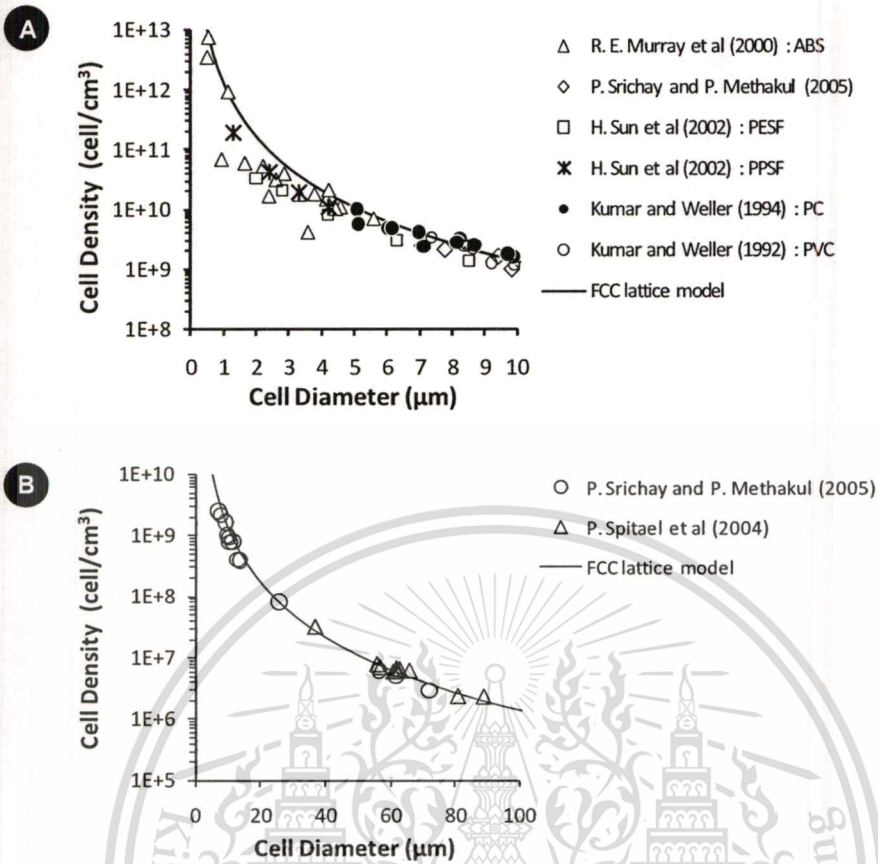 A
1E+13
1E+12
1E+11
1E+10
1E+9
1E+8
Cell Density (cell/cm³)
0 1 2 3 4 5 6 7 8 9 10
Cell Diameter (µm)
R. E. Murray et al (2000) : ABS
P. Srichay and P. Methakul (2005)
H. Sun et al (2002) : PESF
H. Sun et al (2002) : PPSF
Kumar and Weller (1994) : PC
Kumar and Weller (1992) : PVC
FCC lattice model
B
1E+10
1E+9
1E+8
1E+7
1E+6
1E+5
Cell Density (cell/cm³)
0 20 40 60 80 100
Cell Diameter (µm)
P. Srichay and P. Methakul (2005)
P. Spitael et al (2004)
FCC lattice model